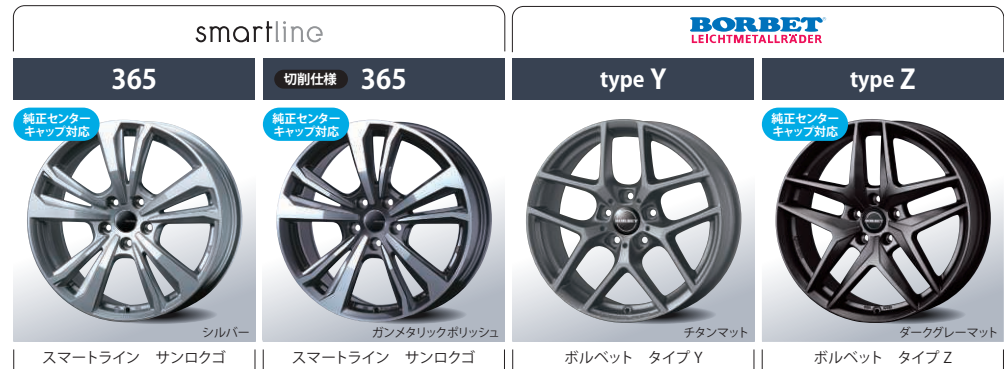 smartline
BORBET
LEICHTMETALLRÄDER
365
切削仕様 365
type Y
type Z
純正センター
キャップ対応
シルバー
純正センター
キャップ対応
ガンメタリックポリッシュ
BORBET
チタンマット
純正センター
キャップ対応
BORBET
ダークグレーマット
スマートライン サンロクゴ
スマートライン サンロクゴ
ボルベット タイプY
ボルベット タイプZ